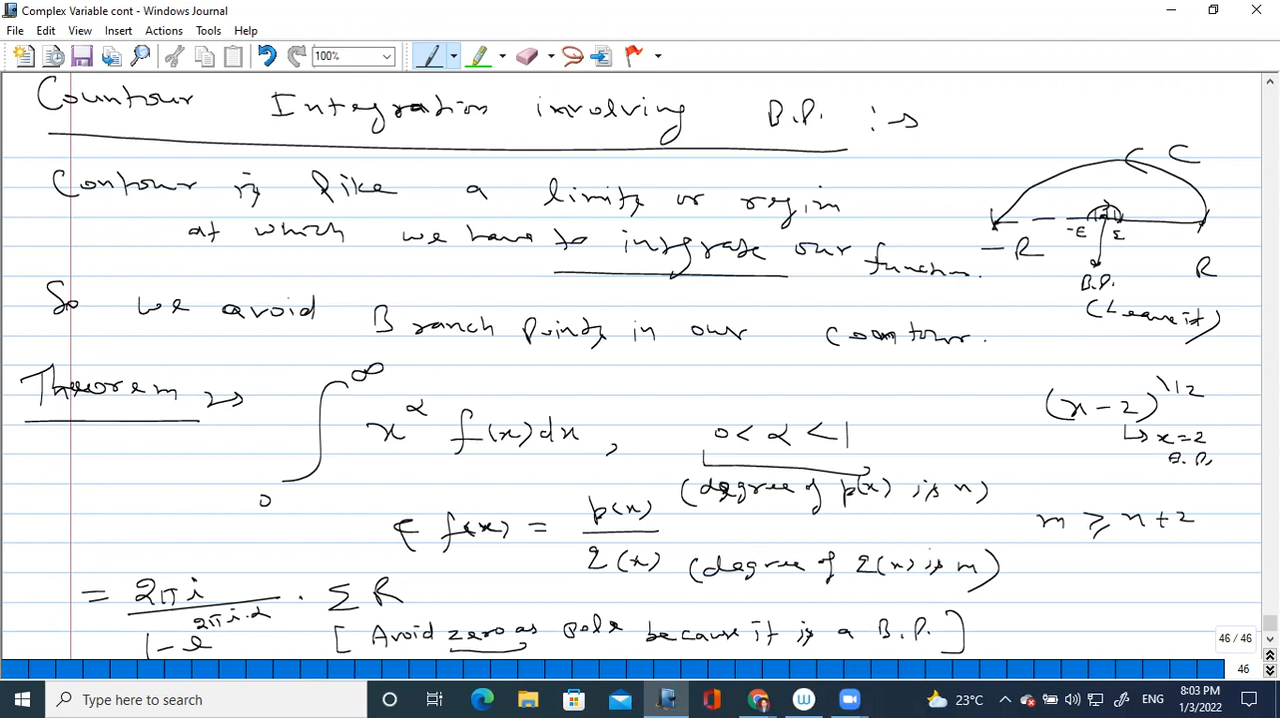 Complex Variable cont - Windows Journal
File Edit View Insert Actions Tools Help
100%
Countour Integration involving B.P. :→
Contour is like a limits or region
at which we have to intgrate our function.
So we avoid Branch Points in our contour.
C
-R -ε ε R
B.P.
(Leave it)
Theorem →
∫₀^∞ x^α f(x)dx, 0 < α < 1
(x-2)^1/2
↳ x=2
B.P.
(degree of p(x) is n)
& f(x) = p(x) / q(x) (degree of q(x) is m) m ≥ n+2
= 2πi / 1-e^2πi·α · Σ R
[Avoid zero as pole because it is a B.P.]
46 / 46
46
Type here to search
23°C ENG
8:03 PM
1/3/2022